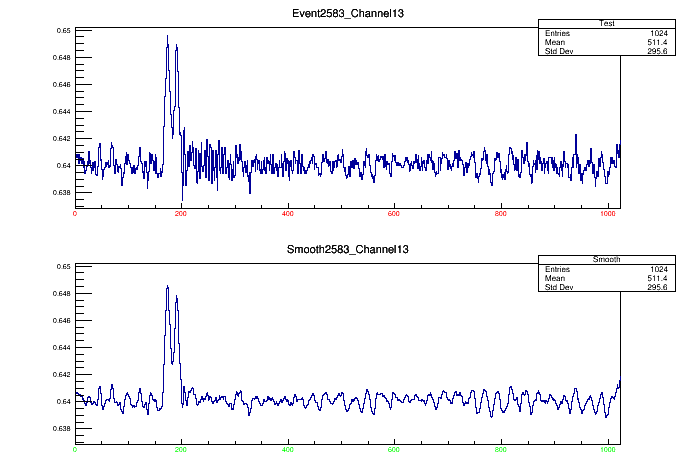 Event2583_Channel13
Test
Entries 1024
Mean 511.4
Std Dev 295.6
0.65
0.648
0.646
0.644
0.642
0.64
0.638
0 200 400 600 800 1000
Smooth2583_Channel13
Smooth
Entries 1024
Mean 511.4
Std Dev 295.6
0.65
0.648
0.646
0.644
0.642
0.64
0.638
0 200 400 600 800 1000